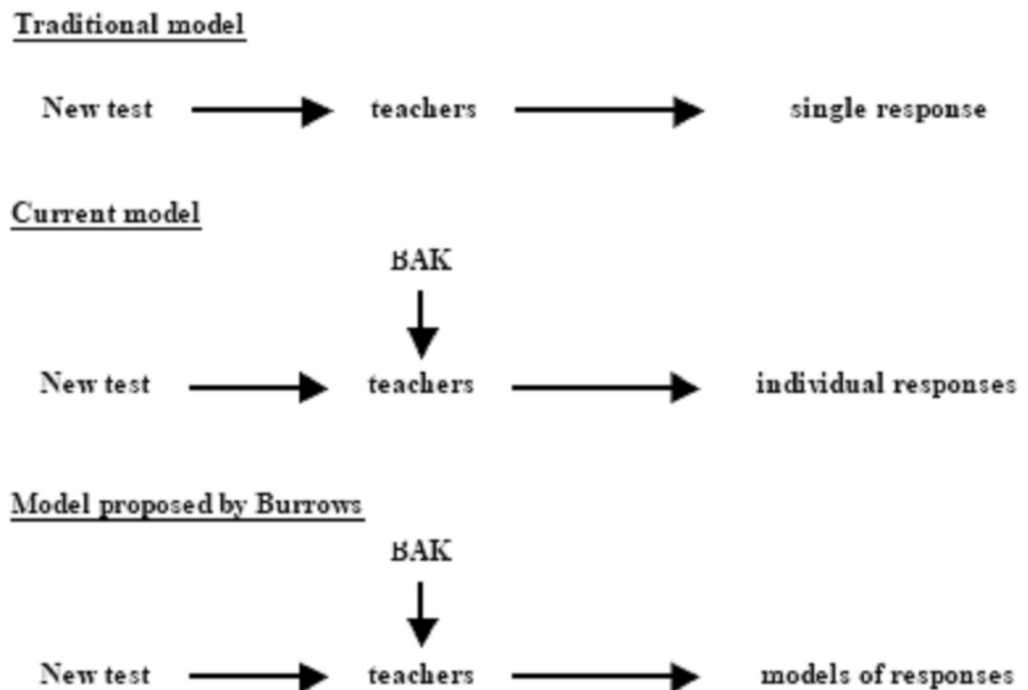 Traditional model
New test teachers single response
Current model
BAK
New test teachers individual responses
Model proposed by Burrows
BAK
New test teachers models of responses